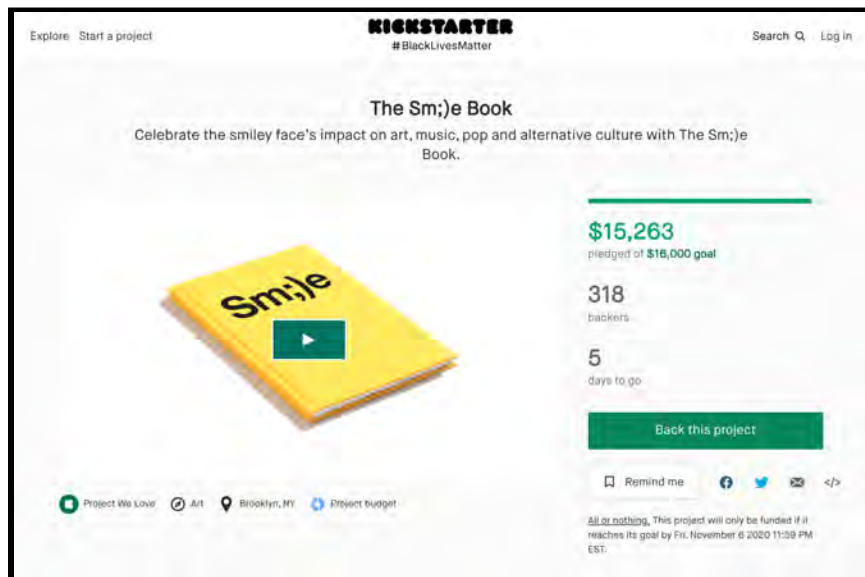 Explore Start a project
KICKSTARTER
#BlackLivesMatter
Search
Log in
The Sm;)e Book
Celebrate the smiley face's impact on art, music, pop and alternative culture with The Sm;)e
Book.
Sm;)e
$15,263
pledged of $16,000 goal
318
backers
5
days to go
Back this project
Remind me
</>
Project We Love Art Brooklyn, NY Project budget
All or nothing. This project will only be funded if it
reaches its goal by Fri, November 6 2020 11:59 PM
EST.